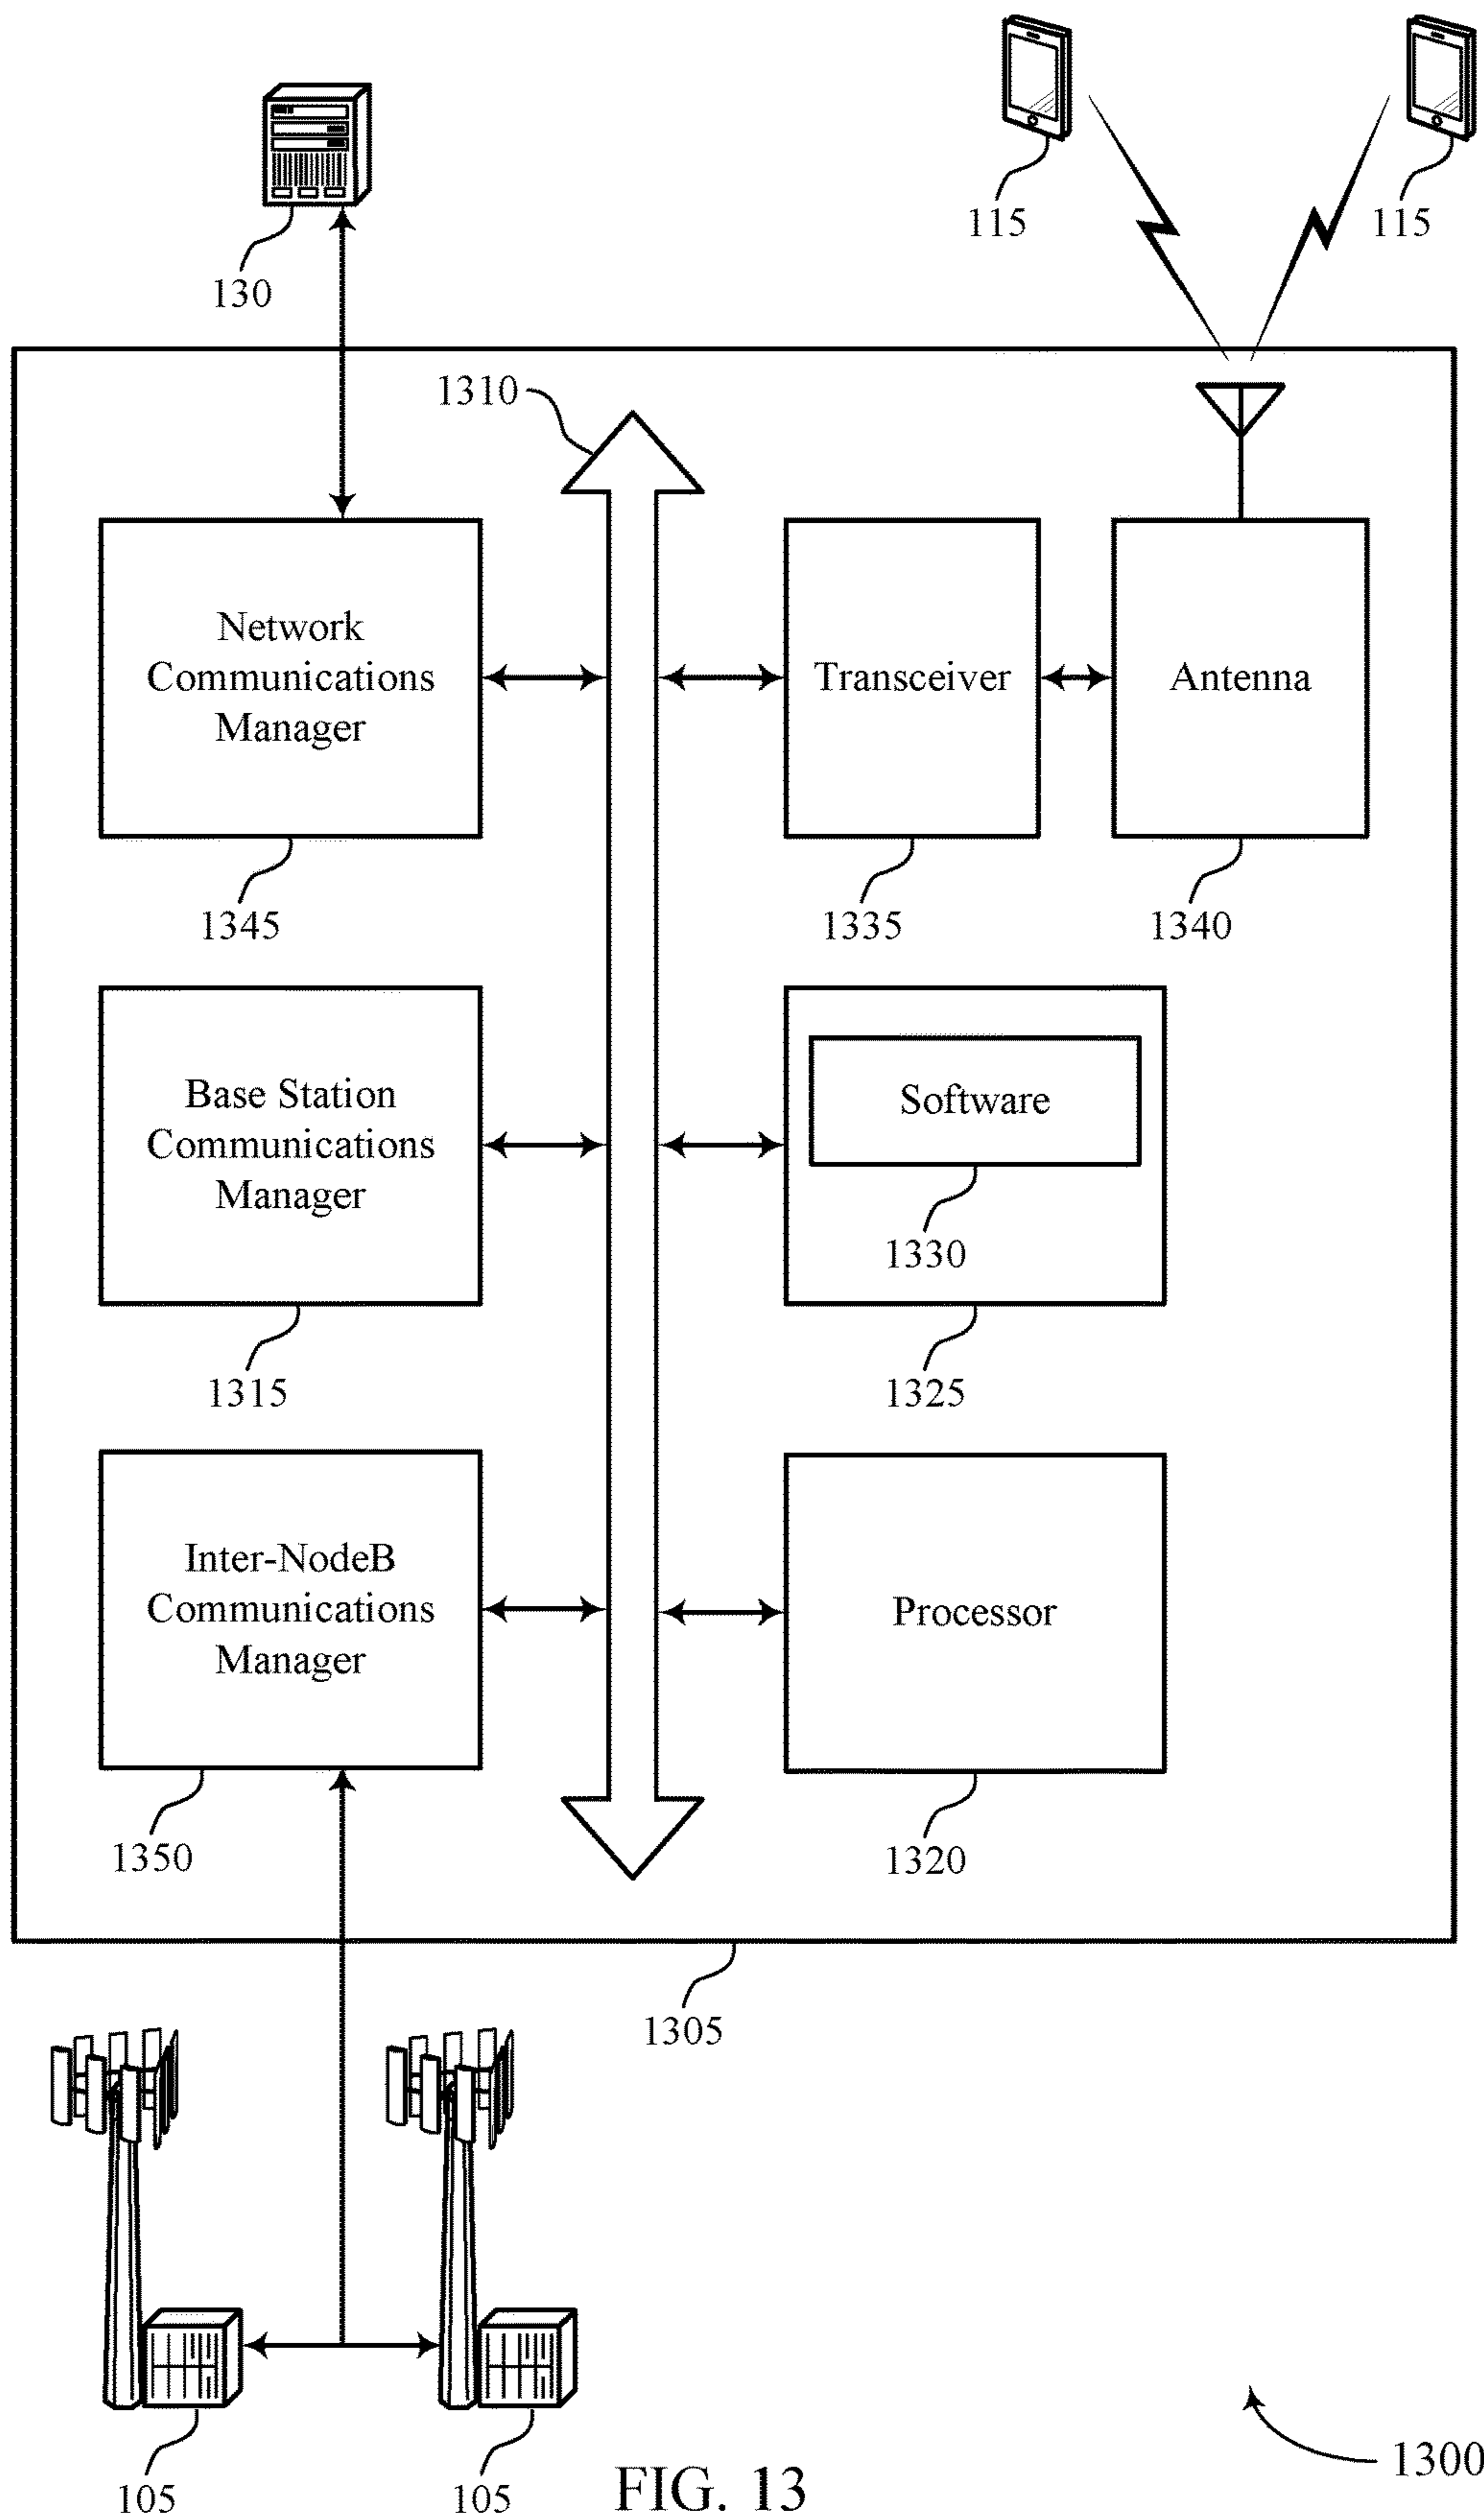 115
115
130
1310
Network
Communications
Manager
Transceiver
Antenna
1345
1335
1340
Base Station
Communications
Manager
Software
1330
1315
1325
Inter-NodeB
Communications
Manager
Processor
1350
1320
1305
105
105
FIG. 13
1300